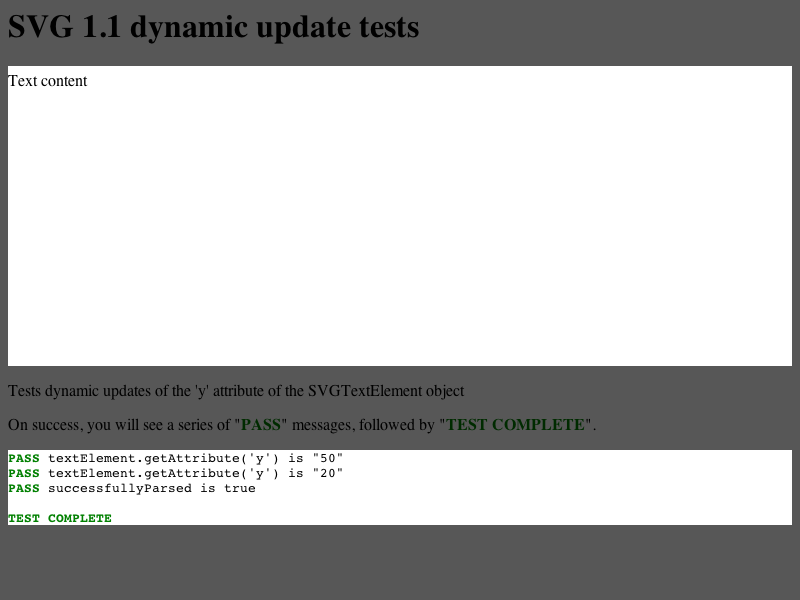 SVG 1.1 dynamic update tests
Text content
Tests dynamic updates of the 'y' attribute of the SVGTextElement object
On success, you will see a series of "PASS" messages, followed by "TEST COMPLETE".
PASS textElement.getAttribute('y') is "50"
PASS textElement.getAttribute('y') is "20"
PASS successfullyParsed is true
TEST COMPLETE